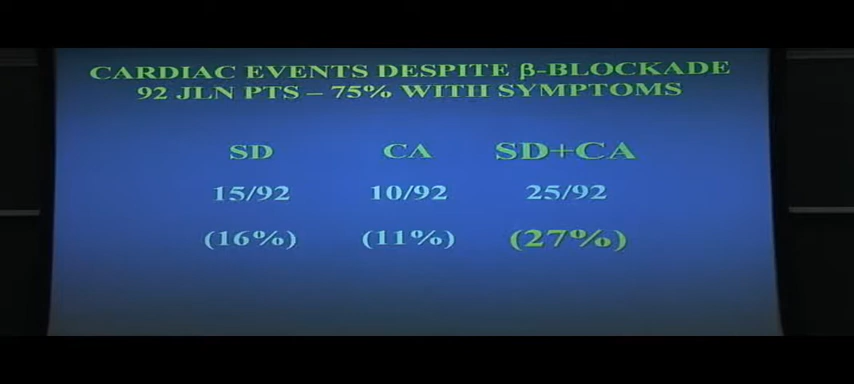 CARDIAC EVENTS DESPITE β-BLOCKADE
92 JLN PTS – 75% WITH SYMPTOMS
SD CA SD+CA
15/92 10/92 25/92
(16%) (11%) (27%)